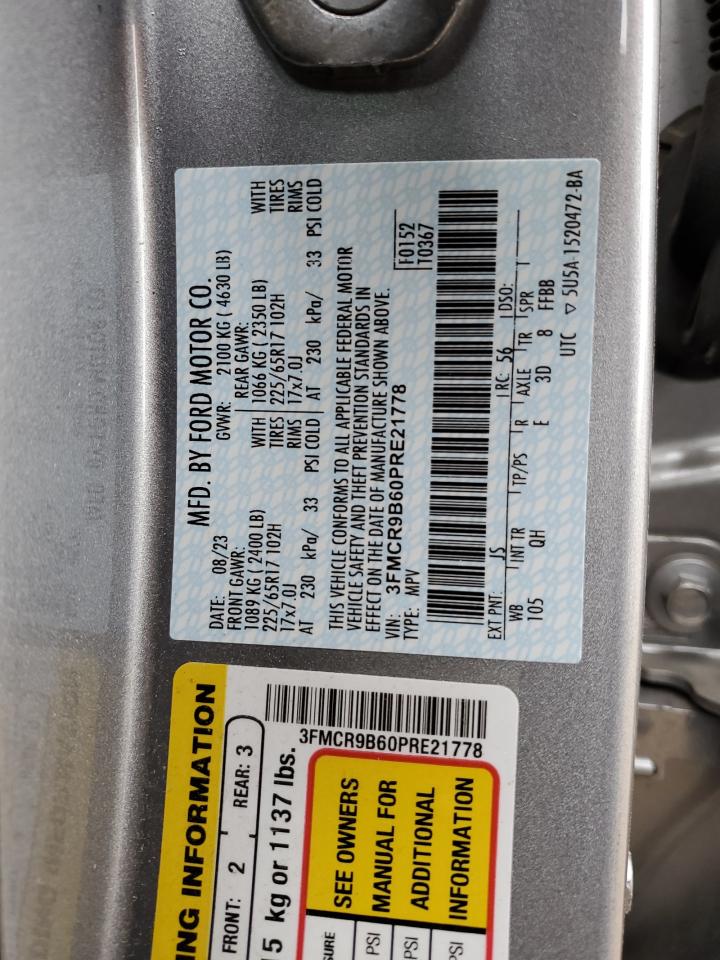 MFD. BY FORD MOTOR CO.
DATE: 08/23 GVWR: 2100 KG ( 4630 LB)
FRONT GAWR: REAR GAWR:
1089 KG ( 2400 LB) WITH 1066 KG ( 2350 LB) WITH
225/65R17 102H TIRES 225/65R17 102H TIRES
17x7.0J RIMS 17x7.0J RIMS
AT 230 kPa/ 33 PSI COLD AT 230 kPa/ 33 PSI COLD
THIS VEHICLE CONFORMS TO ALL APPLICABLE FEDERAL MOTOR
VEHICLE SAFETY AND THEFT PREVENTION STANDARDS IN
EFFECT ON THE DATE OF MANUFACTURE SHOWN ABOVE.
VIN: 3FMCR9B60PRE21778 F0152
TYPE: MPV T0367
EXT PNT: JS RC: 56 DSO:
WB INT TR TP/PS R AXLE TR SPR
105 QH E 3D 8 FFBB
UTC ▽ 5U5A-1520472-BA
ING INFORMATION
FRONT: 2 REAR: 3
15 kg or 1137 lbs.
3FMCR9B60PRE21778
SURE
PSI
PSI
PSI
SEE OWNERS
MANUAL FOR
ADDITIONAL
INFORMATION